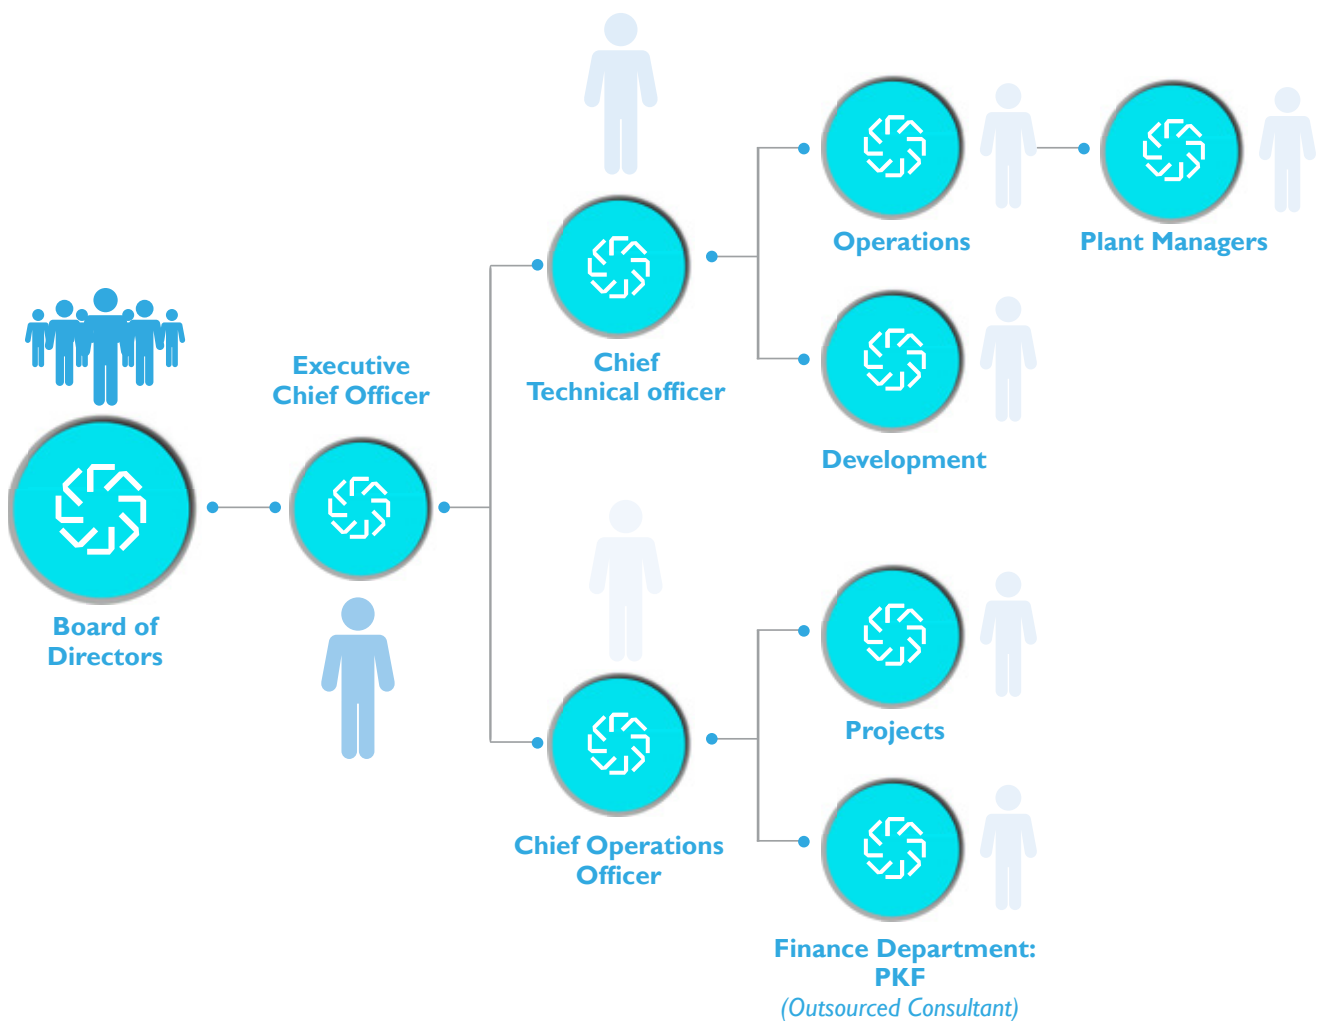 Operations
Plant Managers
Executive
Chief Officer
Chief
Technical officer
Development
Board of
Directors
Projects
Chief Operations
Officer
Finance Department:
PKF
(Outsourced Consultant)